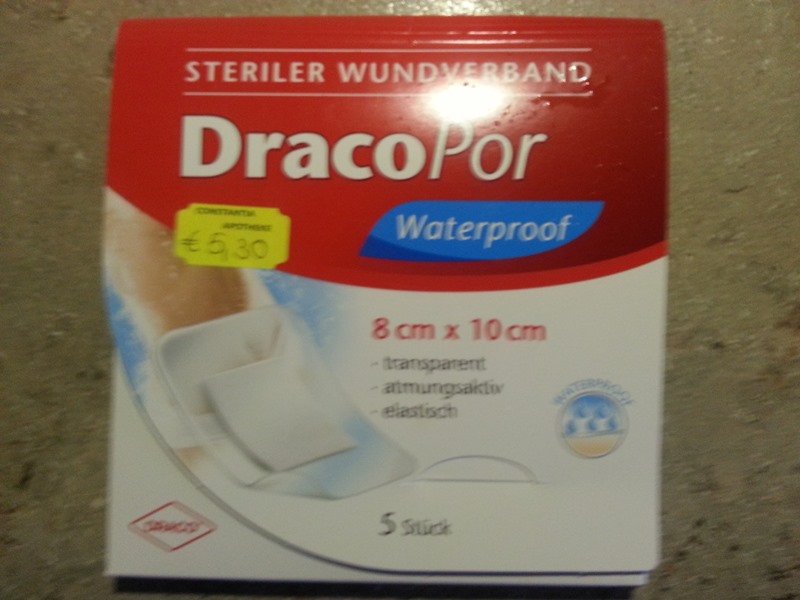 STERILER WUNDVERBAND
DracoPor
Waterproof
CONSTANTIA
APOTHEKE
€ 5,30
8 cm x 10 cm
- transparent
- atmungsaktiv
- elastisch
WATERPROOF
DRACO
5 Stück